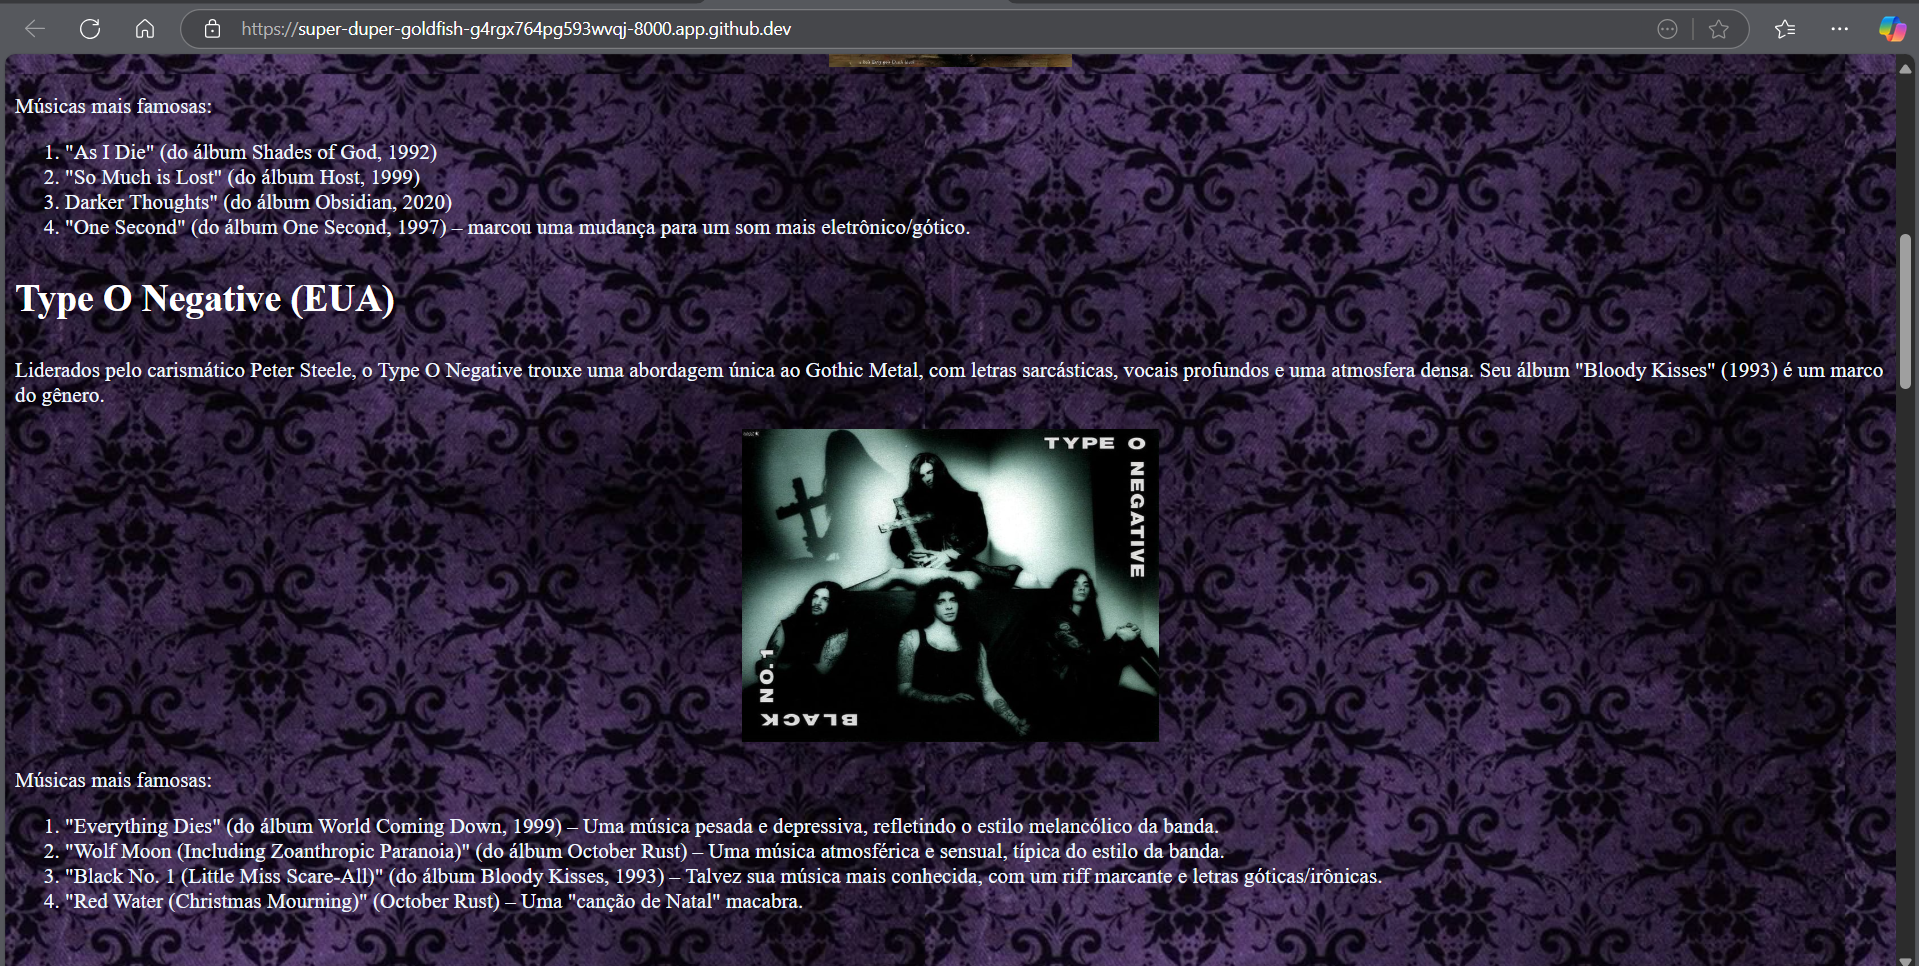 https://super-duper-goldfish-g4rgx764pg593wvqj-8000.app.github.dev
Músicas mais famosas:
1. "As I Die" (do álbum Shades of God, 1992)
2. "So Much is Lost" (do álbum Host, 1999)
3. Darker Thoughts" (do álbum Obsidian, 2020)
4. "One Second" (do álbum One Second, 1997) – marcou uma mudança para um som mais eletrônico/gótico.
Type O Negative (EUA)
Liderados pelo carismático Peter Steele, o Type O Negative trouxe uma abordagem única ao Gothic Metal, com letras sarcásticas, vocais profundos e uma atmosfera densa. Seu álbum "Bloody Kisses" (1993) é um marco
do gênero.
TYPE O
NEGATIVE
BLACK
NO.1
Músicas mais famosas:
1. "Everything Dies" (do álbum World Coming Down, 1999) – Uma música pesada e depressiva, refletindo o estilo melancólico da banda.
2. "Wolf Moon (Including Zoanthropic Paranoia)" (do álbum October Rust) – Uma música atmosférica e sensual, típica do estilo da banda.
3. "Black No. 1 (Little Miss Scare-All)" (do álbum Bloody Kisses, 1993) – Talvez sua música mais conhecida, com um riff marcante e letras góticas/irônicas.
4. "Red Water (Christmas Mourning)" (October Rust) – Uma "canção de Natal" macabra.